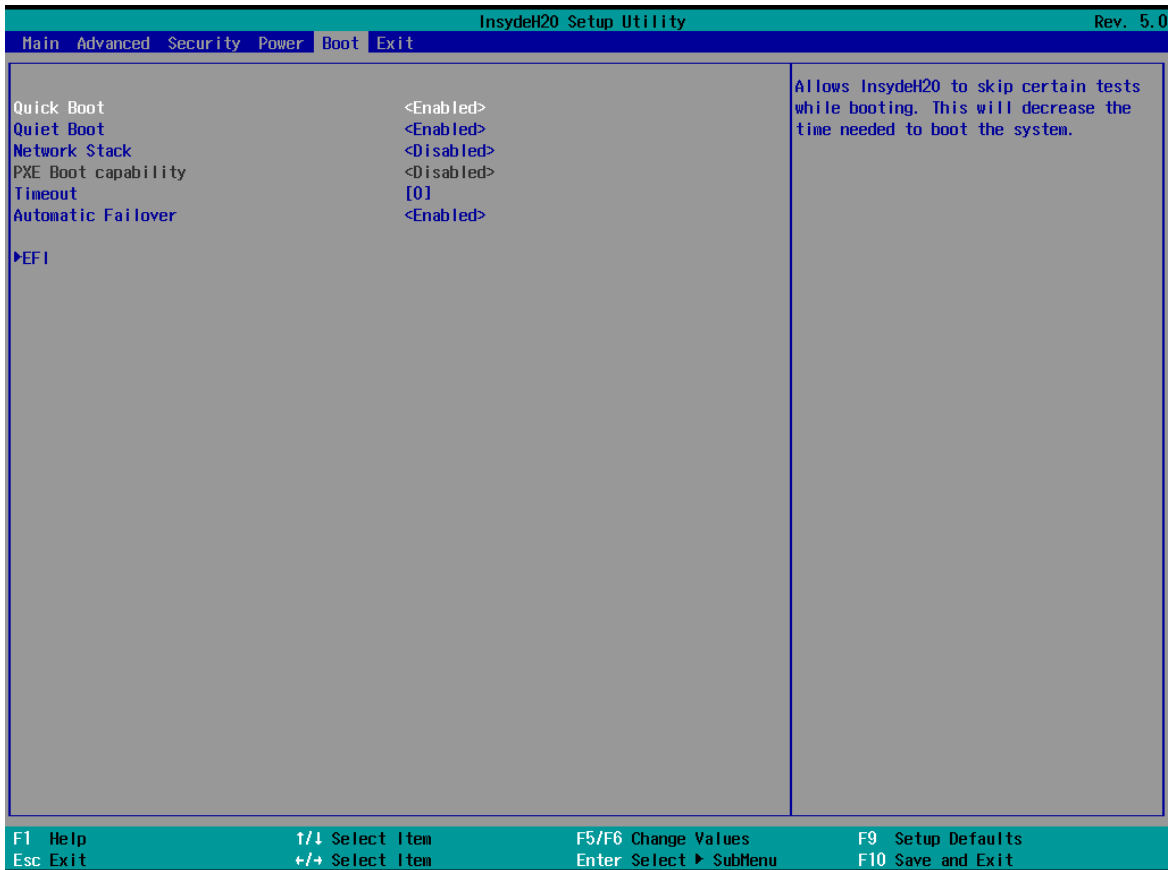 InsydeH20 Setup Utility Rev. 5.0
Main Advanced Security Power Boot Exit
Quick Boot <Enabled>
Quiet Boot <Enabled>
Network Stack <Disabled>
PXE Boot capability <Disabled>
Timeout [0]
Automatic Failover <Enabled>
▶EFI
Allows InsydeH20 to skip certain tests
while booting. This will decrease the
time needed to boot the system.
F1 Help ↑/↓ Select Item F5/F6 Change Values F9 Setup Defaults
Esc Exit ←/→ Select Item Enter Select ▶ SubMenu F10 Save and Exit